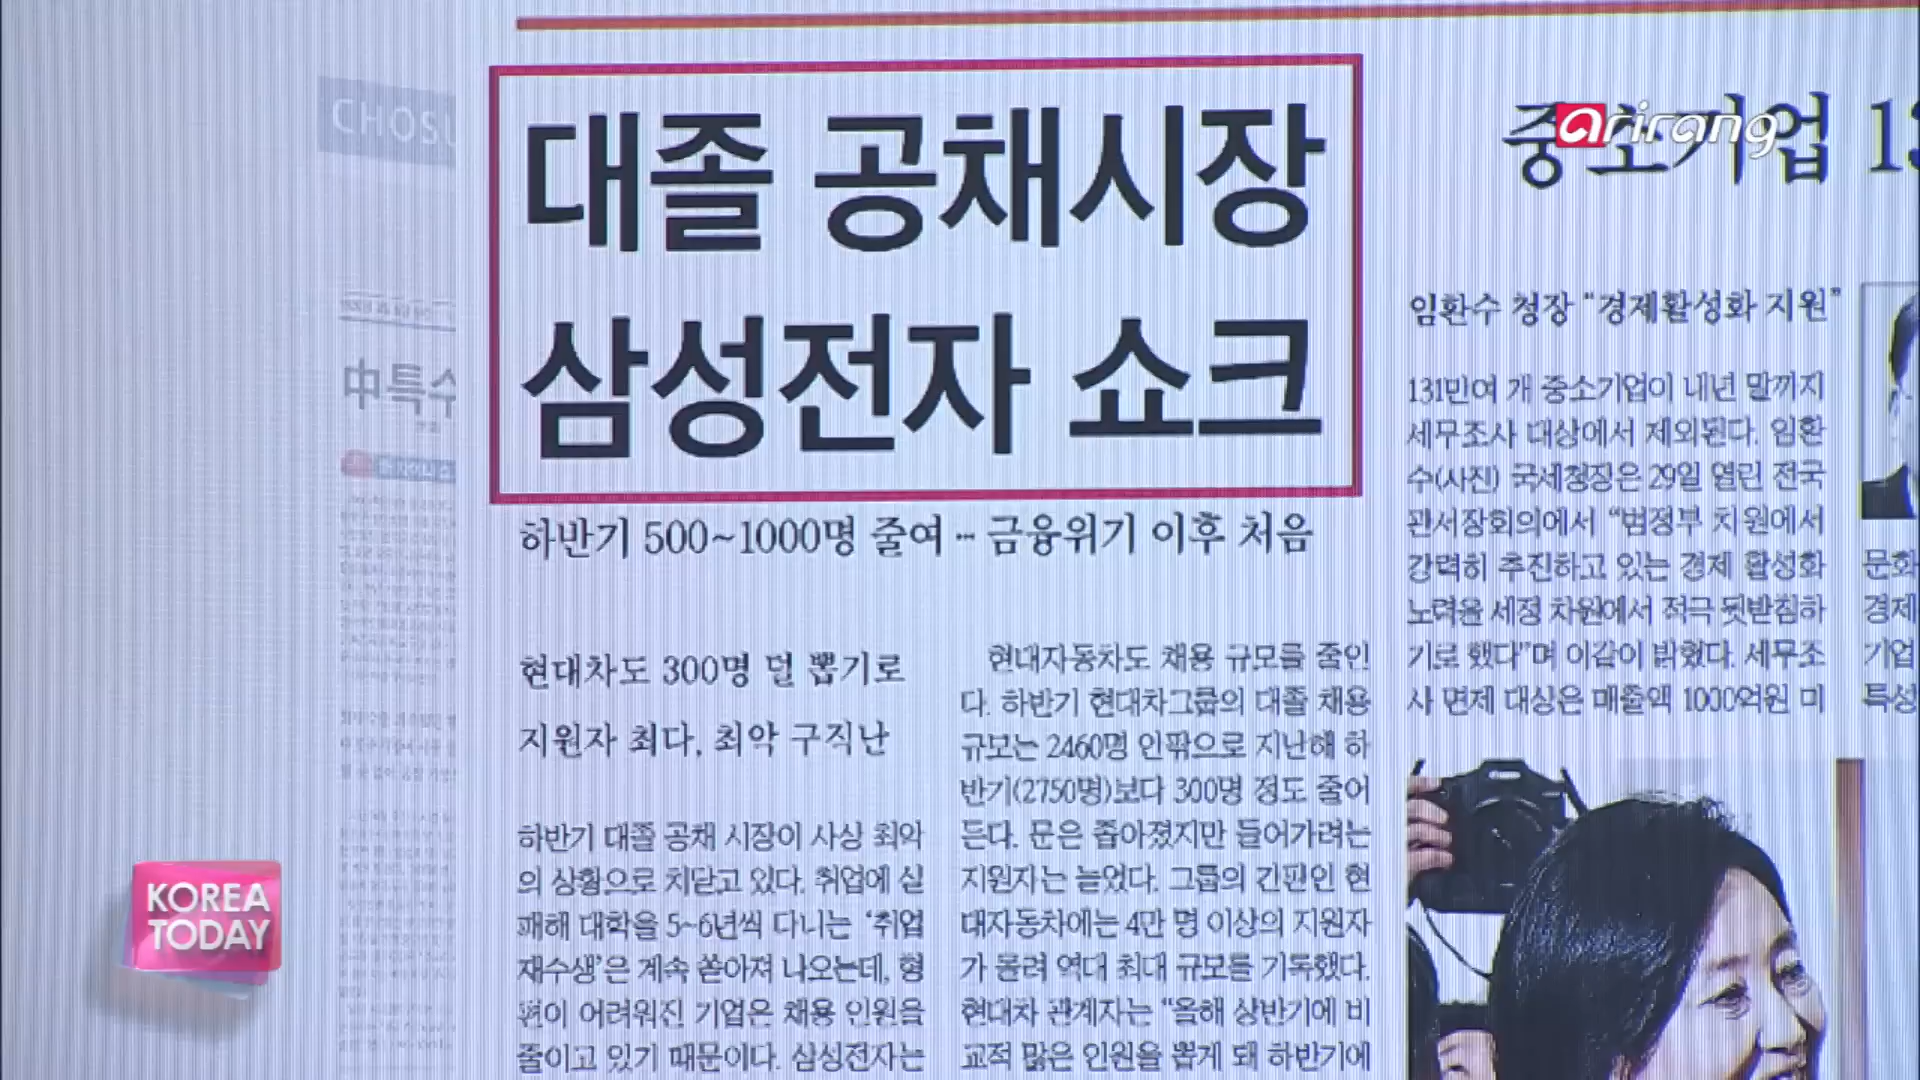 CHOSU
대졸 공채시장
삼성전자 쇼크
하반기 500~1000명 줄여… 금융위기 이후 처음
현대차도 300명 덜 뽑기로
지원자 최다, 최악 구직난
하반기 대졸 공채 시장이 사상 최악
의 상황으로 치닫고 있다. 취업에 실
패해 대학을 5~6년씩 다니는 ‘취업
재수생’은 계속 쏟아져 나오는데, 형
편이 어려워진 기업은 채용 인원을
줄이고 있기 때문이다. 삼성전자는
현대자동차도 채용 규모를 줄인
다. 하반기 현대차그룹의 대졸 채용
규모는 2460명 안팎으로 지난해 하
반기(2750명)보다 300명 정도 줄어
든다. 문은 좁아졌지만 들어가려는
지원자는 늘었다. 그룹의 간판인 현
대자동차에는 4만 명 이상의 지원자
가 몰려 역대 최대 규모를 기록했다.
현대차 관계자는 “올해 상반기에 비
교적 많은 인원을 뽑게 돼 하반기에
arirang
중소기업 13
임환수 청장 “경제활성화 지원”
131만여 개 중소기업이 내년 말까지
세무조사 대상에서 제외된다. 임환
수(사진) 국세청장은 29일 열린 전국
관서장회의에서 “범정부 차원에서
강력히 추진하고 있는 경제 활성화
노력을 세정 차원에서 적극 뒷받침하
기로 했다”며 이같이 밝혔다. 세무조
사 면제 대상은 매출액 1000억원 미
문화
경제
기업
특성
中특수
KOREA
TODAY